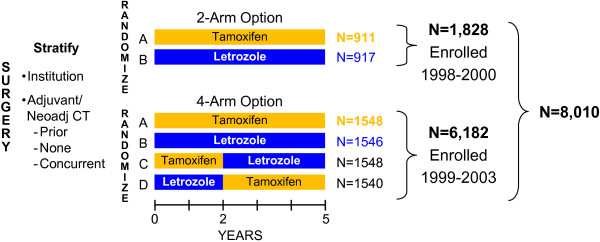 SURGERY
Stratify
•Institution
•Adjuvant/
Neoadj CT
-Prior
-None
-Concurrent
RANDOMIZE
2-Arm Option
A Tamoxifen N=911
B Letrozole N=917
N=1,828
Enrolled
1998-2000
RANDOMIZE
4-Arm Option
A Tamoxifen N=1548
B Letrozole N=1546
C Tamoxifen Letrozole N=1548
D Letrozole Tamoxifen N=1540
0 2 5
YEARS
N=6,182
Enrolled
1999-2003
N=8,010